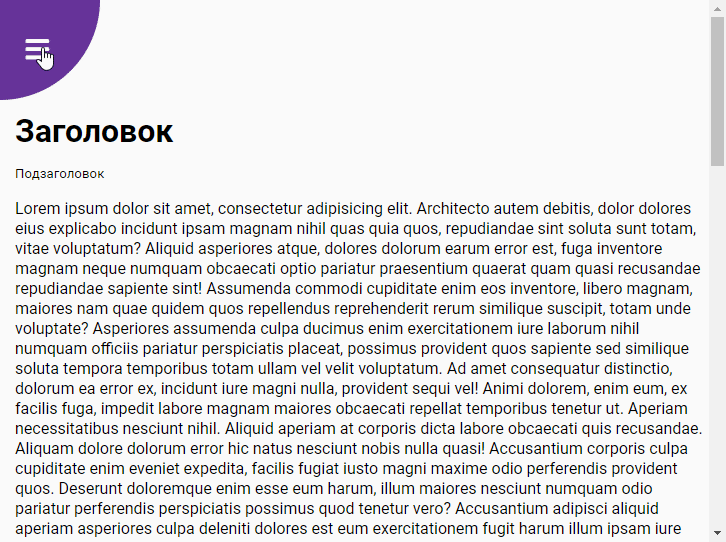 Заголовок
Подзаголовок
Lorem ipsum dolor sit amet, consectetur adipisicing elit. Architecto autem debitis, dolor dolores
eius explicabo incidunt ipsam magnam nihil quas quia quos, repudiandae sint soluta sunt totam,
vitae voluptatum? Aliquid asperiores atque, dolores dolorum earum error est, fuga inventore
magnam neque numquam obcaecati optio pariatur praesentium quaerat quam quasi recusandae
repudiandae sapiente sint! Assumenda commodi cupiditate enim eos inventore, libero magnam,
maiores nam quae quidem quos repellendus reprehenderit rerum similique suscipit, totam unde
voluptate? Asperiores assumenda culpa ducimus enim exercitationem iure laborum nihil
numquam officiis pariatur perspiciatis placeat, possimus provident quos sapiente sed similique
soluta tempora temporibus totam ullam vel velit voluptatum. Ad amet consequatur distinctio,
dolorum ea error ex, incidunt iure magni nulla, provident sequi vel! Animi dolorem, enim eum, ex
facilis fuga, impedit labore magnam maiores obcaecati repellat temporibus tenetur ut. Aperiam
necessitatibus nesciunt nihil. Aliquid aperiam at corporis dicta labore obcaecati quis recusandae.
Aliquam dolore dolorum error hic natus nesciunt nobis nulla quasi! Accusantium corporis culpa
cupiditate enim eveniet expedita, facilis fugiat iusto magni maxime odio perferendis provident
quos. Deserunt doloremque enim esse eum harum, illum maiores nesciunt numquam odio
pariatur perferendis perspiciatis possimus quod tenetur vero? Accusantium adipisci aliquid
aperiam asperiores culpa deleniti dolores est eum exercitationem fugit harum illum ipsam iure